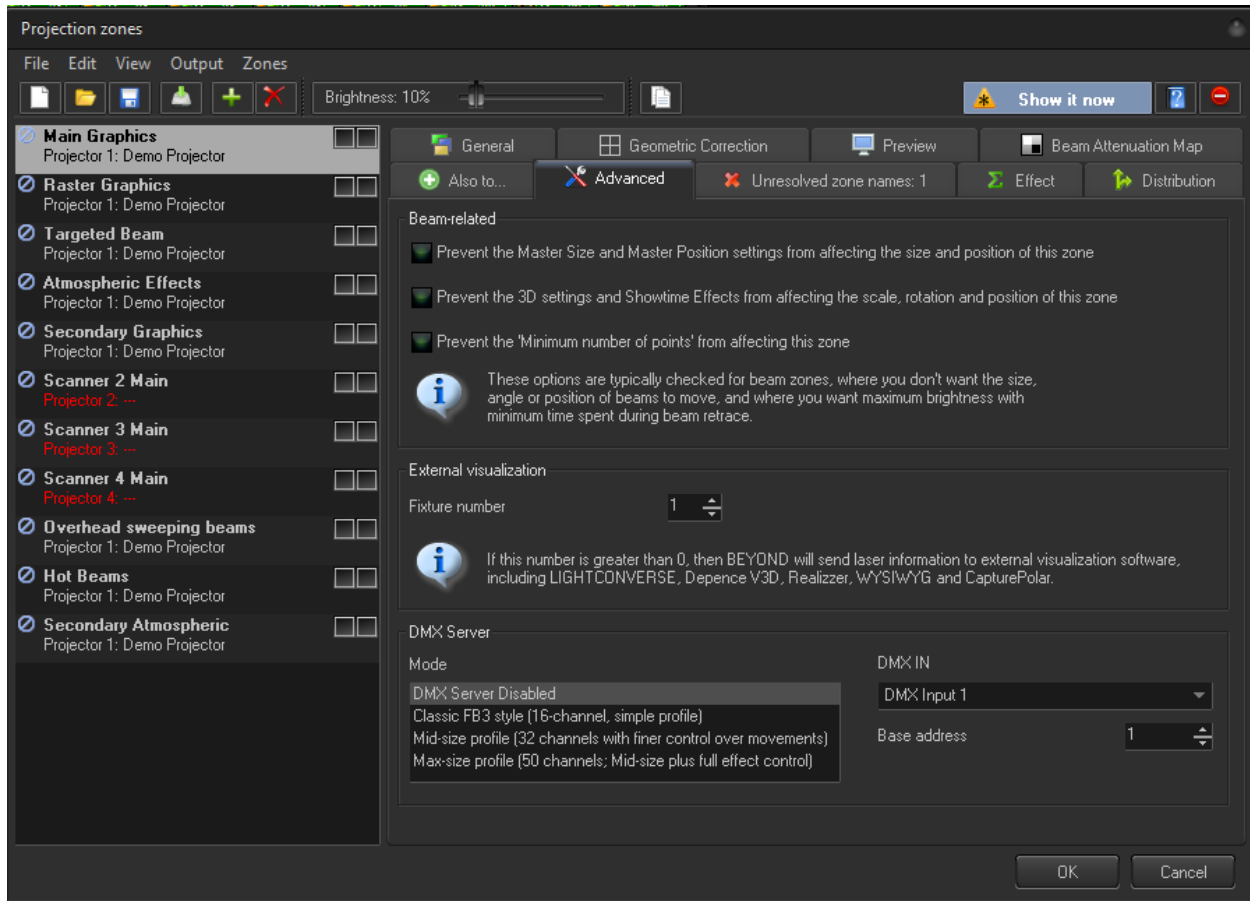 Projection zones
File Edit View Output Zones
Brightness: 10%
Show it now
Main Graphics
Projector 1: Demo Projector
Raster Graphics
Projector 1: Demo Projector
Targeted Beam
Projector 1: Demo Projector
Atmospheric Effects
Projector 1: Demo Projector
Secondary Graphics
Projector 1: Demo Projector
Scanner 2 Main
Projector 2: ---
Scanner 3 Main
Projector 3: ---
Scanner 4 Main
Projector 4: ---
Overhead sweeping beams
Projector 1: Demo Projector
Hot Beams
Projector 1: Demo Projector
Secondary Atmospheric
Projector 1: Demo Projector
General Geometric Correction Preview Beam Attenuation Map
Also to... Advanced Unresolved zone names: 1 Effect Distribution
Beam-related
Prevent the Master Size and Master Position settings from affecting the size and position of this zone
Prevent the 3D settings and Showtime Effects from affecting the scale, rotation and position of this zone
Prevent the 'Minimum number of points' from affecting this zone
These options are typically checked for beam zones, where you don't want the size,
angle or position of beams to move, and where you want maximum brightness with
minimum time spent during beam retrace.
External visualization
Fixture number 1
If this number is greater than 0, then BEYOND will send laser information to external visualization software,
including LIGHTCONVERSE, Depence V3D, Realizzer, WYSIWYG and CapturePolar.
DMX Server
Mode
DMX Server Disabled
Classic FB3 style (16-channel, simple profile)
Mid-size profile (32 channels with finer control over movements)
Max-size profile (50 channels; Mid-size plus full effect control)
DMX IN
DMX Input 1
Base address 1
OK Cancel